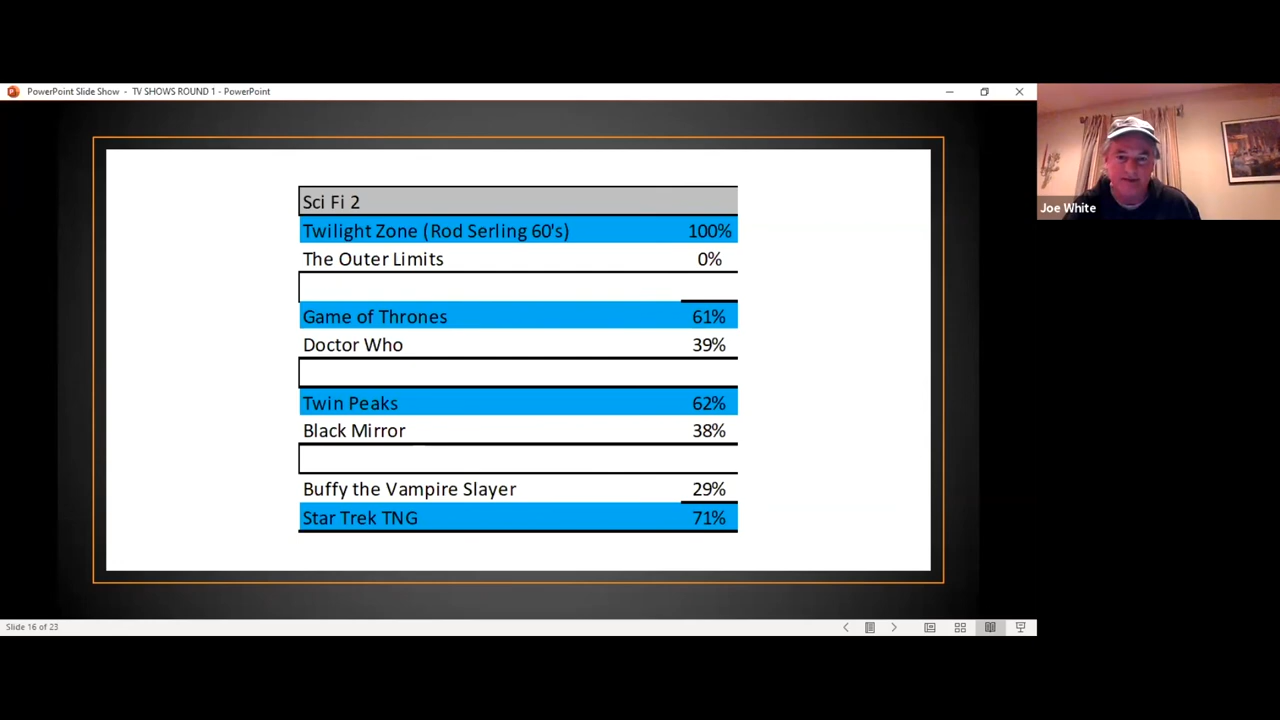 PowerPoint Slide Show - TV SHOWS ROUND 1 - PowerPoint
Joe White
Sci Fi 2
Twilight Zone (Rod Serling 60's) 100%
The Outer Limits 0%
Game of Thrones 61%
Doctor Who 39%
Twin Peaks 62%
Black Mirror 38%
Buffy the Vampire Slayer 29%
Star Trek TNG 71%
Slide 16 of 23